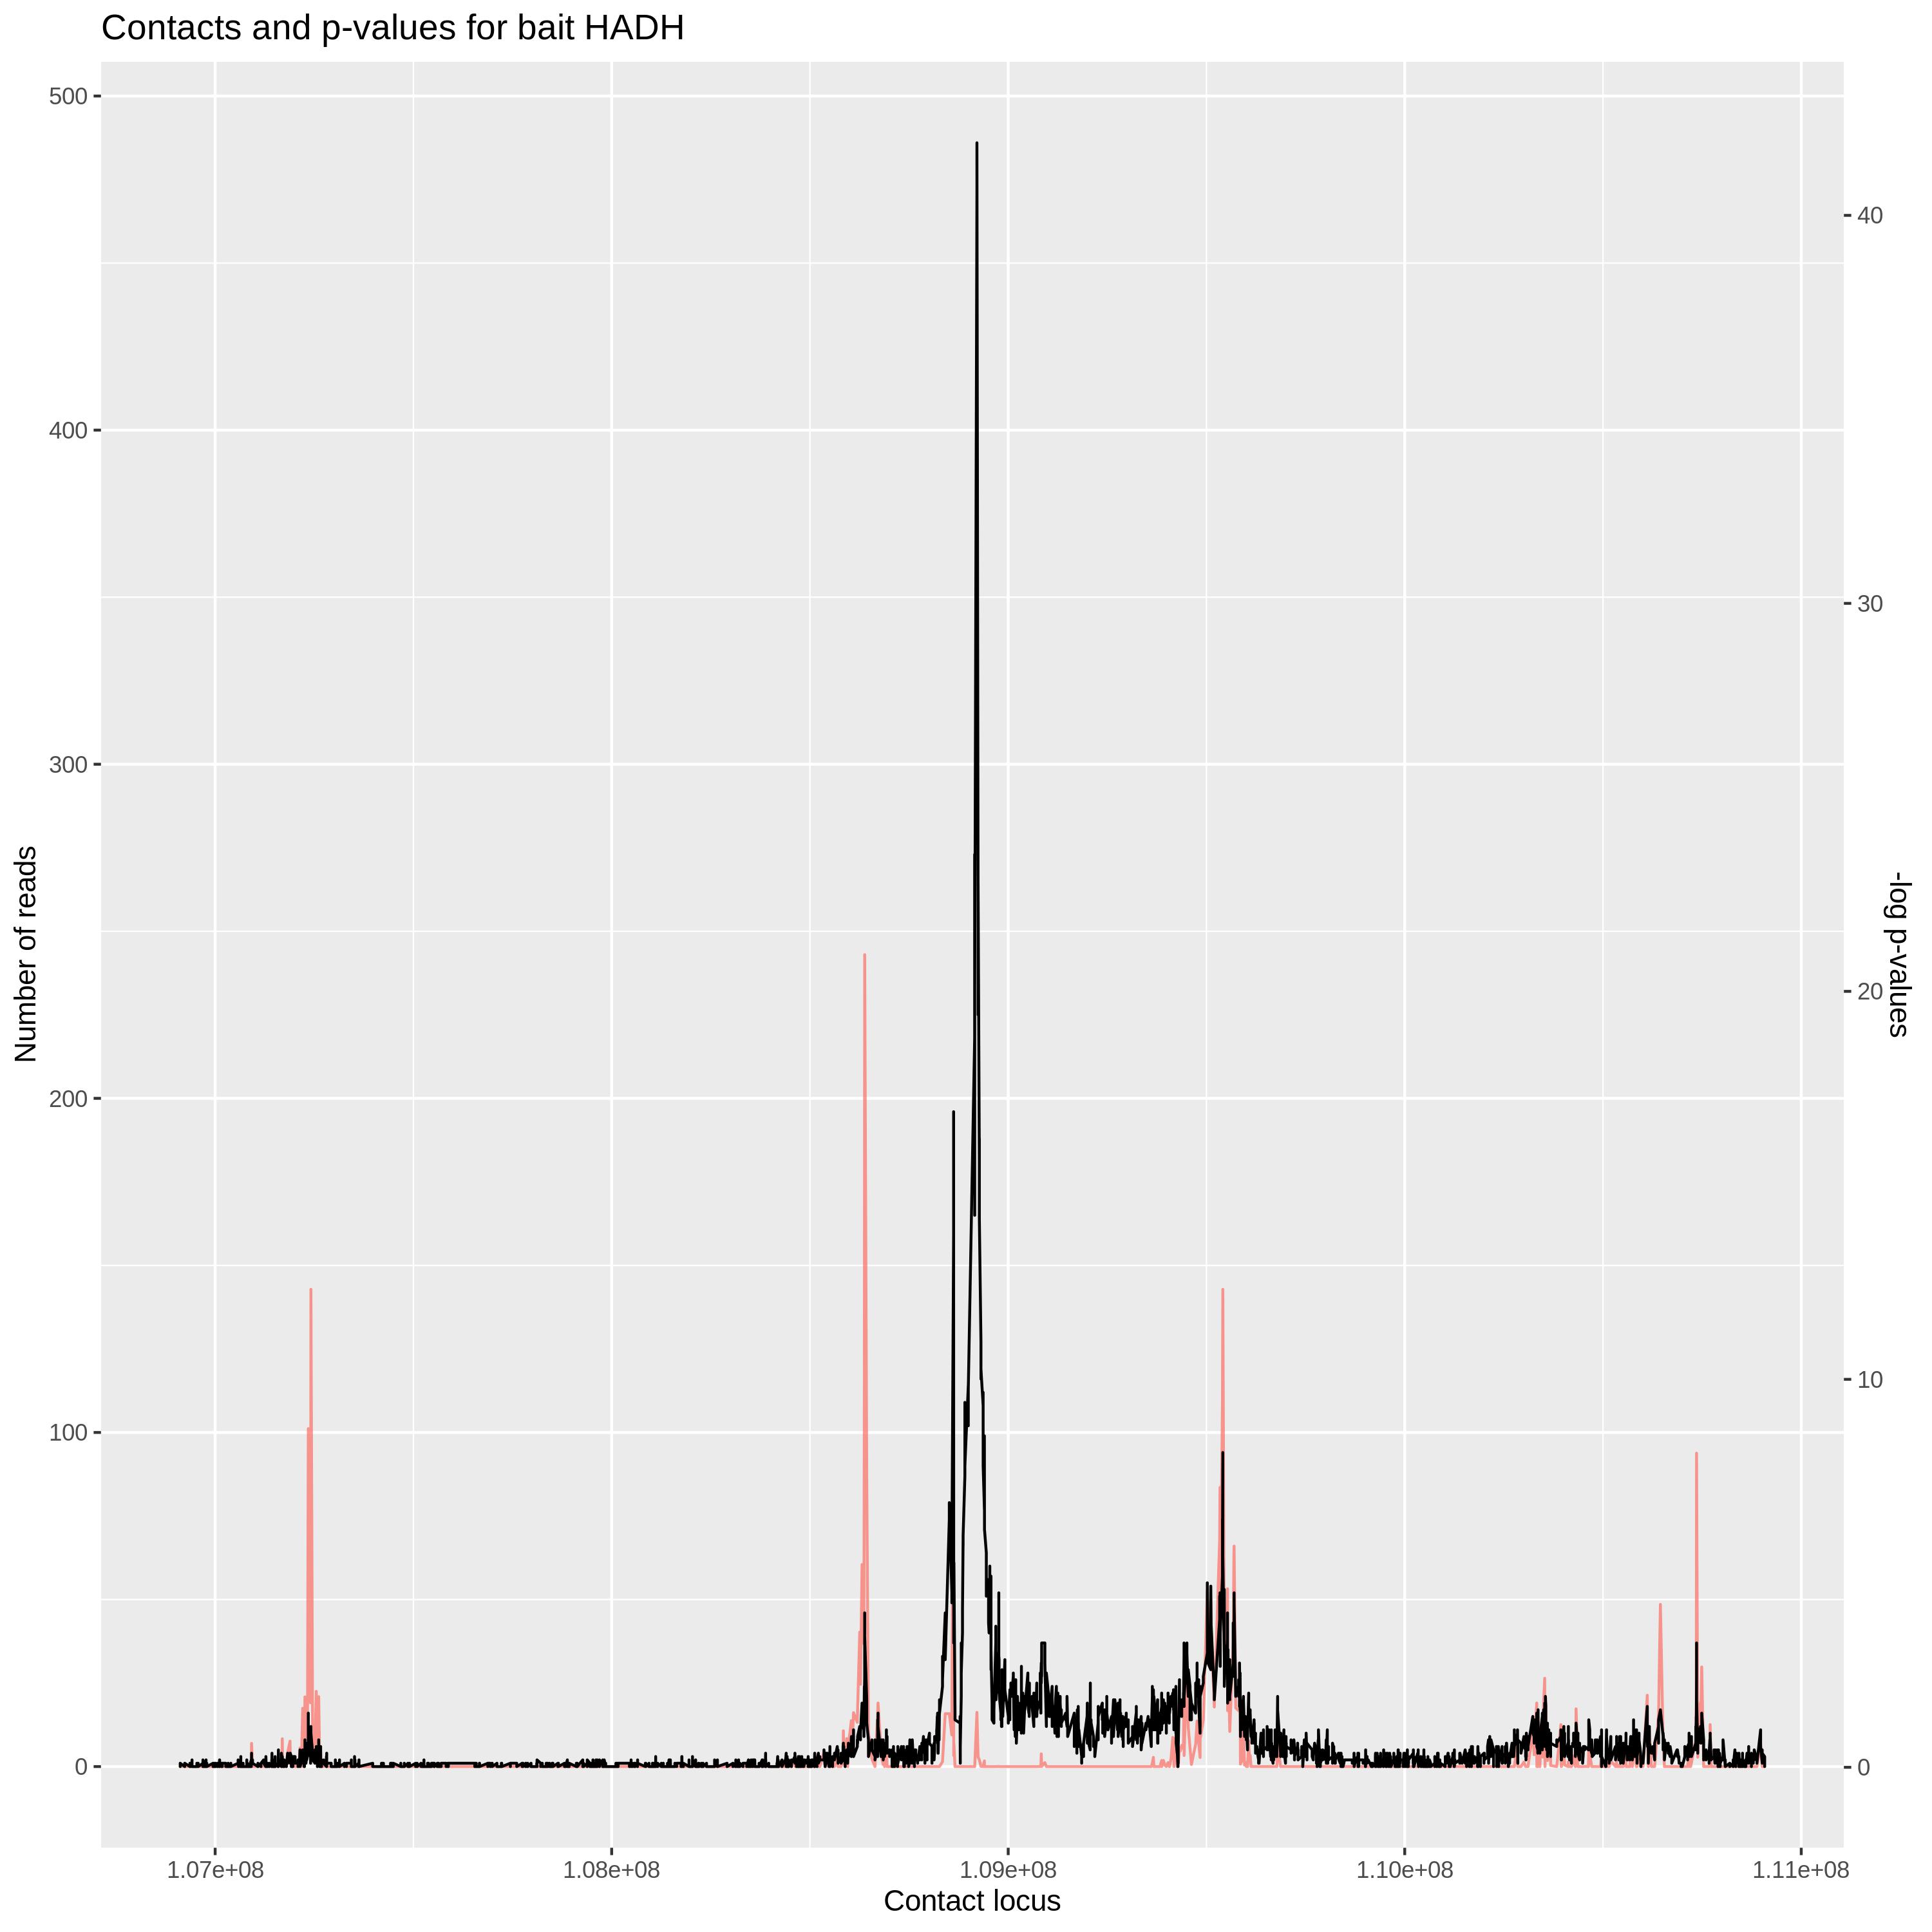 Contacts and p-values for bait HADH
500
400
300
200
100
0
Number of reads
40
30
20
10
0
-log p-values
1.07e+08 1.08e+08 1.09e+08 1.10e+08 1.11e+08
Contact locus